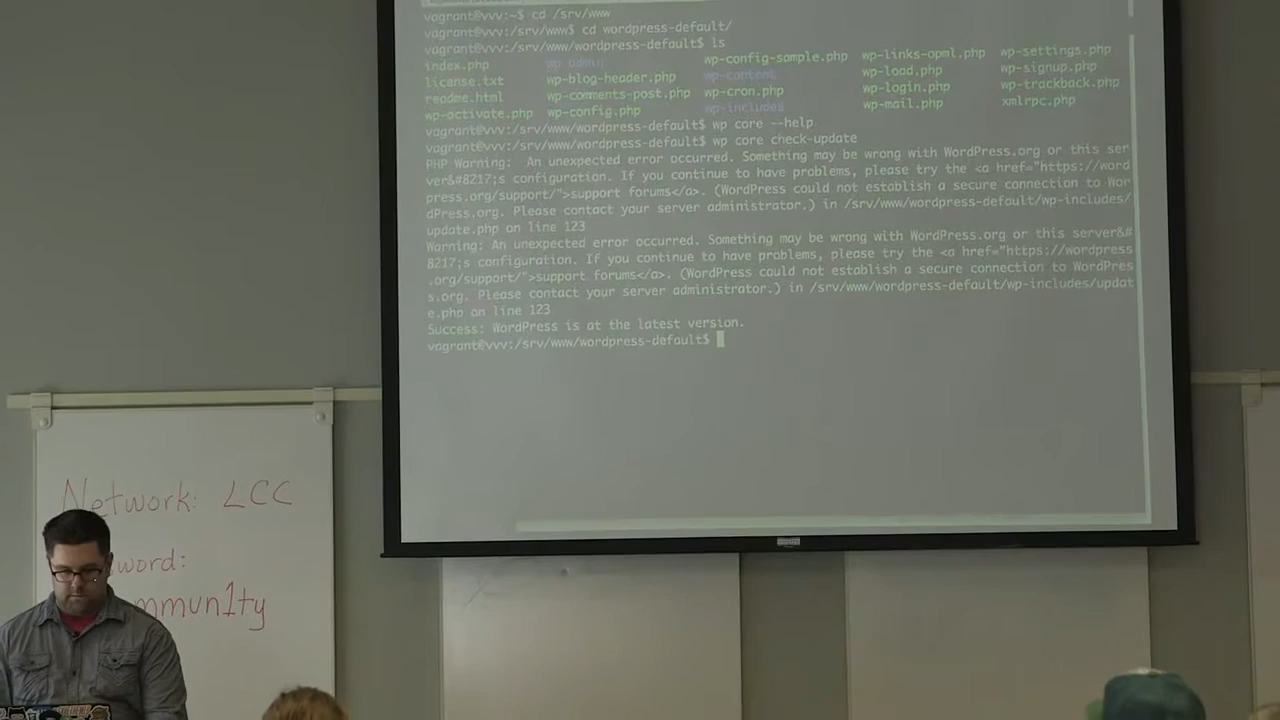 vagrant@vvv:~$ cd /srv/www
vagrant@vvv:/srv/www$ cd wordpress-default/
vagrant@vvv:/srv/www/wordpress-default$ ls
index.php wp-admin wp-config-sample.php wp-links-opml.php wp-settings.php
license.txt wp-blog-header.php wp-content wp-load.php wp-signup.php
readme.html wp-comments-post.php wp-cron.php wp-login.php wp-trackback.php
wp-activate.php wp-config.php wp-includes wp-mail.php xmlrpc.php
vagrant@vvv:/srv/www/wordpress-default$ wp core --help
vagrant@vvv:/srv/www/wordpress-default$ wp core check-update
PHP Warning:  An unexpected error occurred. Something may be wrong with WordPress.org or this ser
ver&#8217;s configuration. If you continue to have problems, please try the <a href="https://word
press.org/support/">support forums</a>. (WordPress could not establish a secure connection to Wor
dPress.org. Please contact your server administrator.) in /srv/www/wordpress-default/wp-includes/
update.php on line 123
Warning: An unexpected error occurred. Something may be wrong with WordPress.org or this server&#
8217;s configuration. If you continue to have problems, please try the <a href="https://wordpress
.org/support/">support forums</a>. (WordPress could not establish a secure connection to WordPres
s.org. Please contact your server administrator.) in /srv/www/wordpress-default/wp-includes/updat
e.php on line 123
Success: WordPress is at the latest version.
vagrant@vvv:/srv/www/wordpress-default$
Network: LCC
word:
mmun1ty